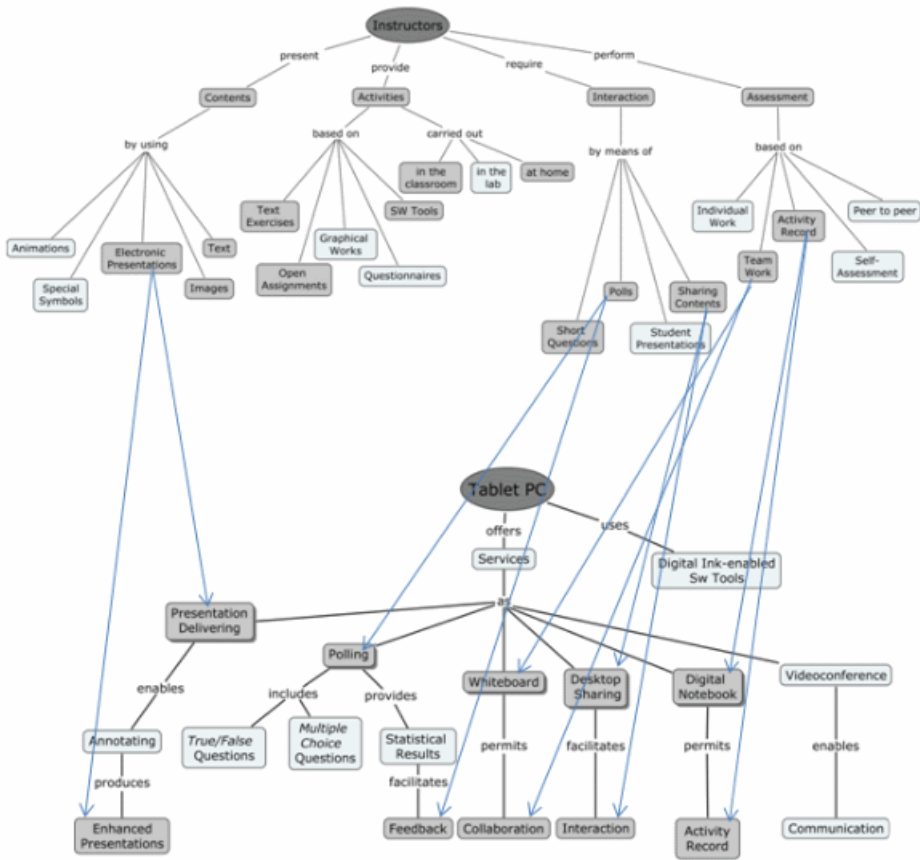 Instructors
present
provide
require
perform
Contents
Activities
Interaction
Assessment
by using
based on
carried out
by means of
based on
in the
classroom
in the
lab
at home
Text
Exercises
SW Tools
Individual
Work
Activity
Record
Peer to peer
Animations
Electronic
Presentations
Text
Graphical
Works
Special
Symbols
Images
Open
Assignments
Questionnaires
Team
Work
Self-
Assessment
Polls
Sharing
Contents
Short
Questions
Student
Presentations
Tablet PC
offers
uses
Services
Digital Ink-enabled
Sw Tools
as
Presentation
Delivering
Polling
Whiteboard
Desktop
Sharing
Digital
Notebook
Videoconference
enables
includes
provides
Annotating
True/False
Questions
Multiple
Choice
Questions
Statistical
Results
permits
facilitates
permits
enables
produces
facilitates
Enhanced
Presentations
Feedback
Collaboration
Interaction
Activity
Record
Communication